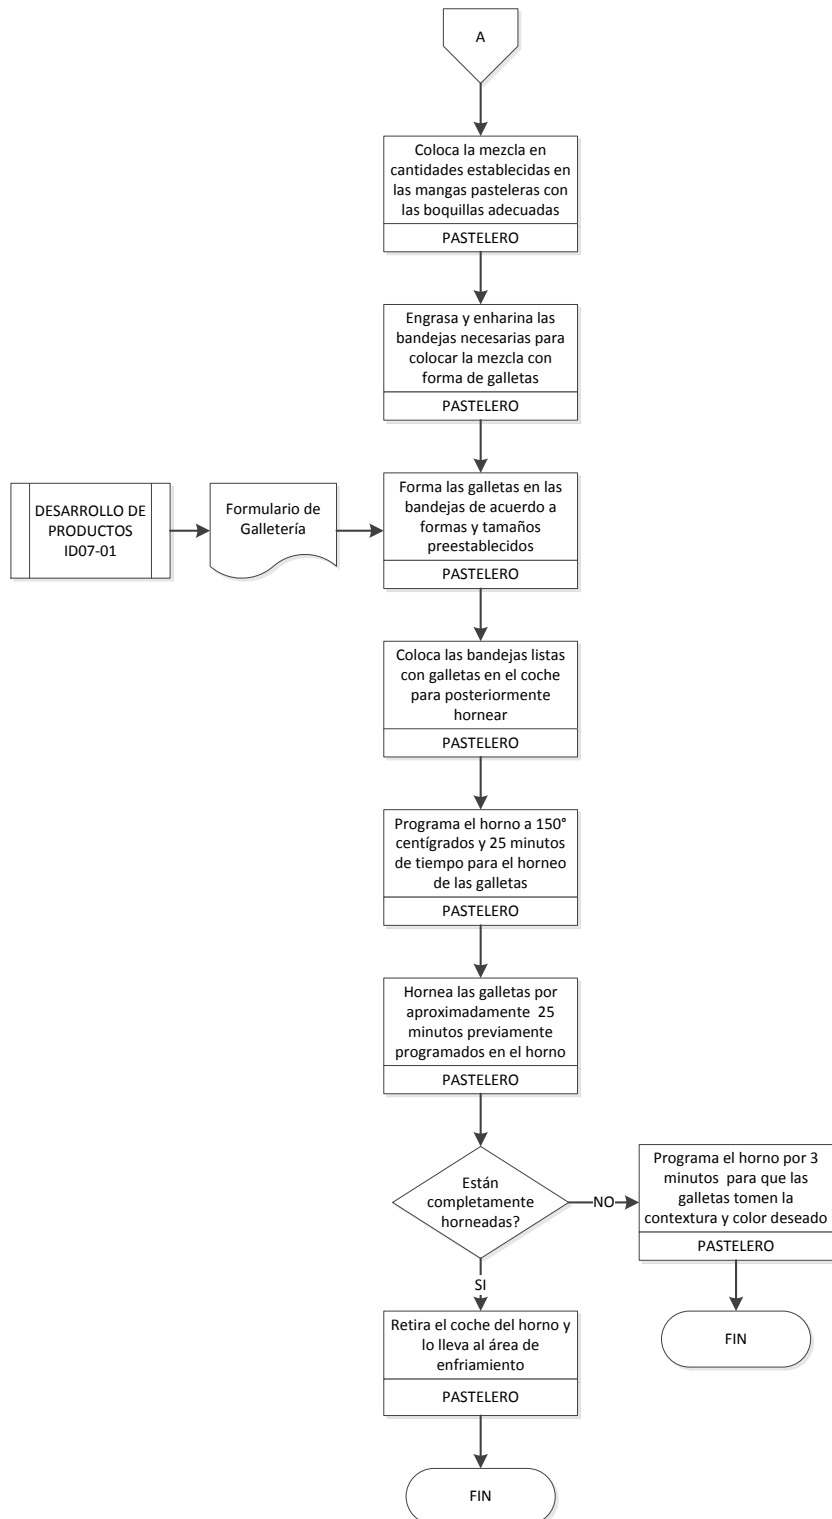 A
Coloca la mezcla en
cantidades establecidas en
las mangas pasteleras con
las boquillas adecuadas
PASTELERO
Engrasa y enharina las
bandejas necesarias para
colocar la mezcla con
forma de galletas
PASTELERO
DESARROLLO DE
PRODUCTOS
ID07-01
Formulario de
Galletería
Forma las galletas en las
bandejas de acuerdo a
formas y tamaños
preestablecidos
PASTELERO
Coloca las bandejas listas
con galletas en el coche
para posteriormente
hornear
PASTELERO
Programa el horno a 150°
centígrados y 25 minutos
de tiempo para el horneo
de las galletas
PASTELERO
Hornea las galletas por
aproximadamente 25
minutos previamente
programados en el horno
PASTELERO
Están
completamente
horneadas?
NO
Programa el horno por 3
minutos para que las
galletas tomen la
contextura y color deseado
PASTELERO
FIN
SI
Retira el coche del horno y
lo lleva al área de
enfriamiento
PASTELERO
FIN